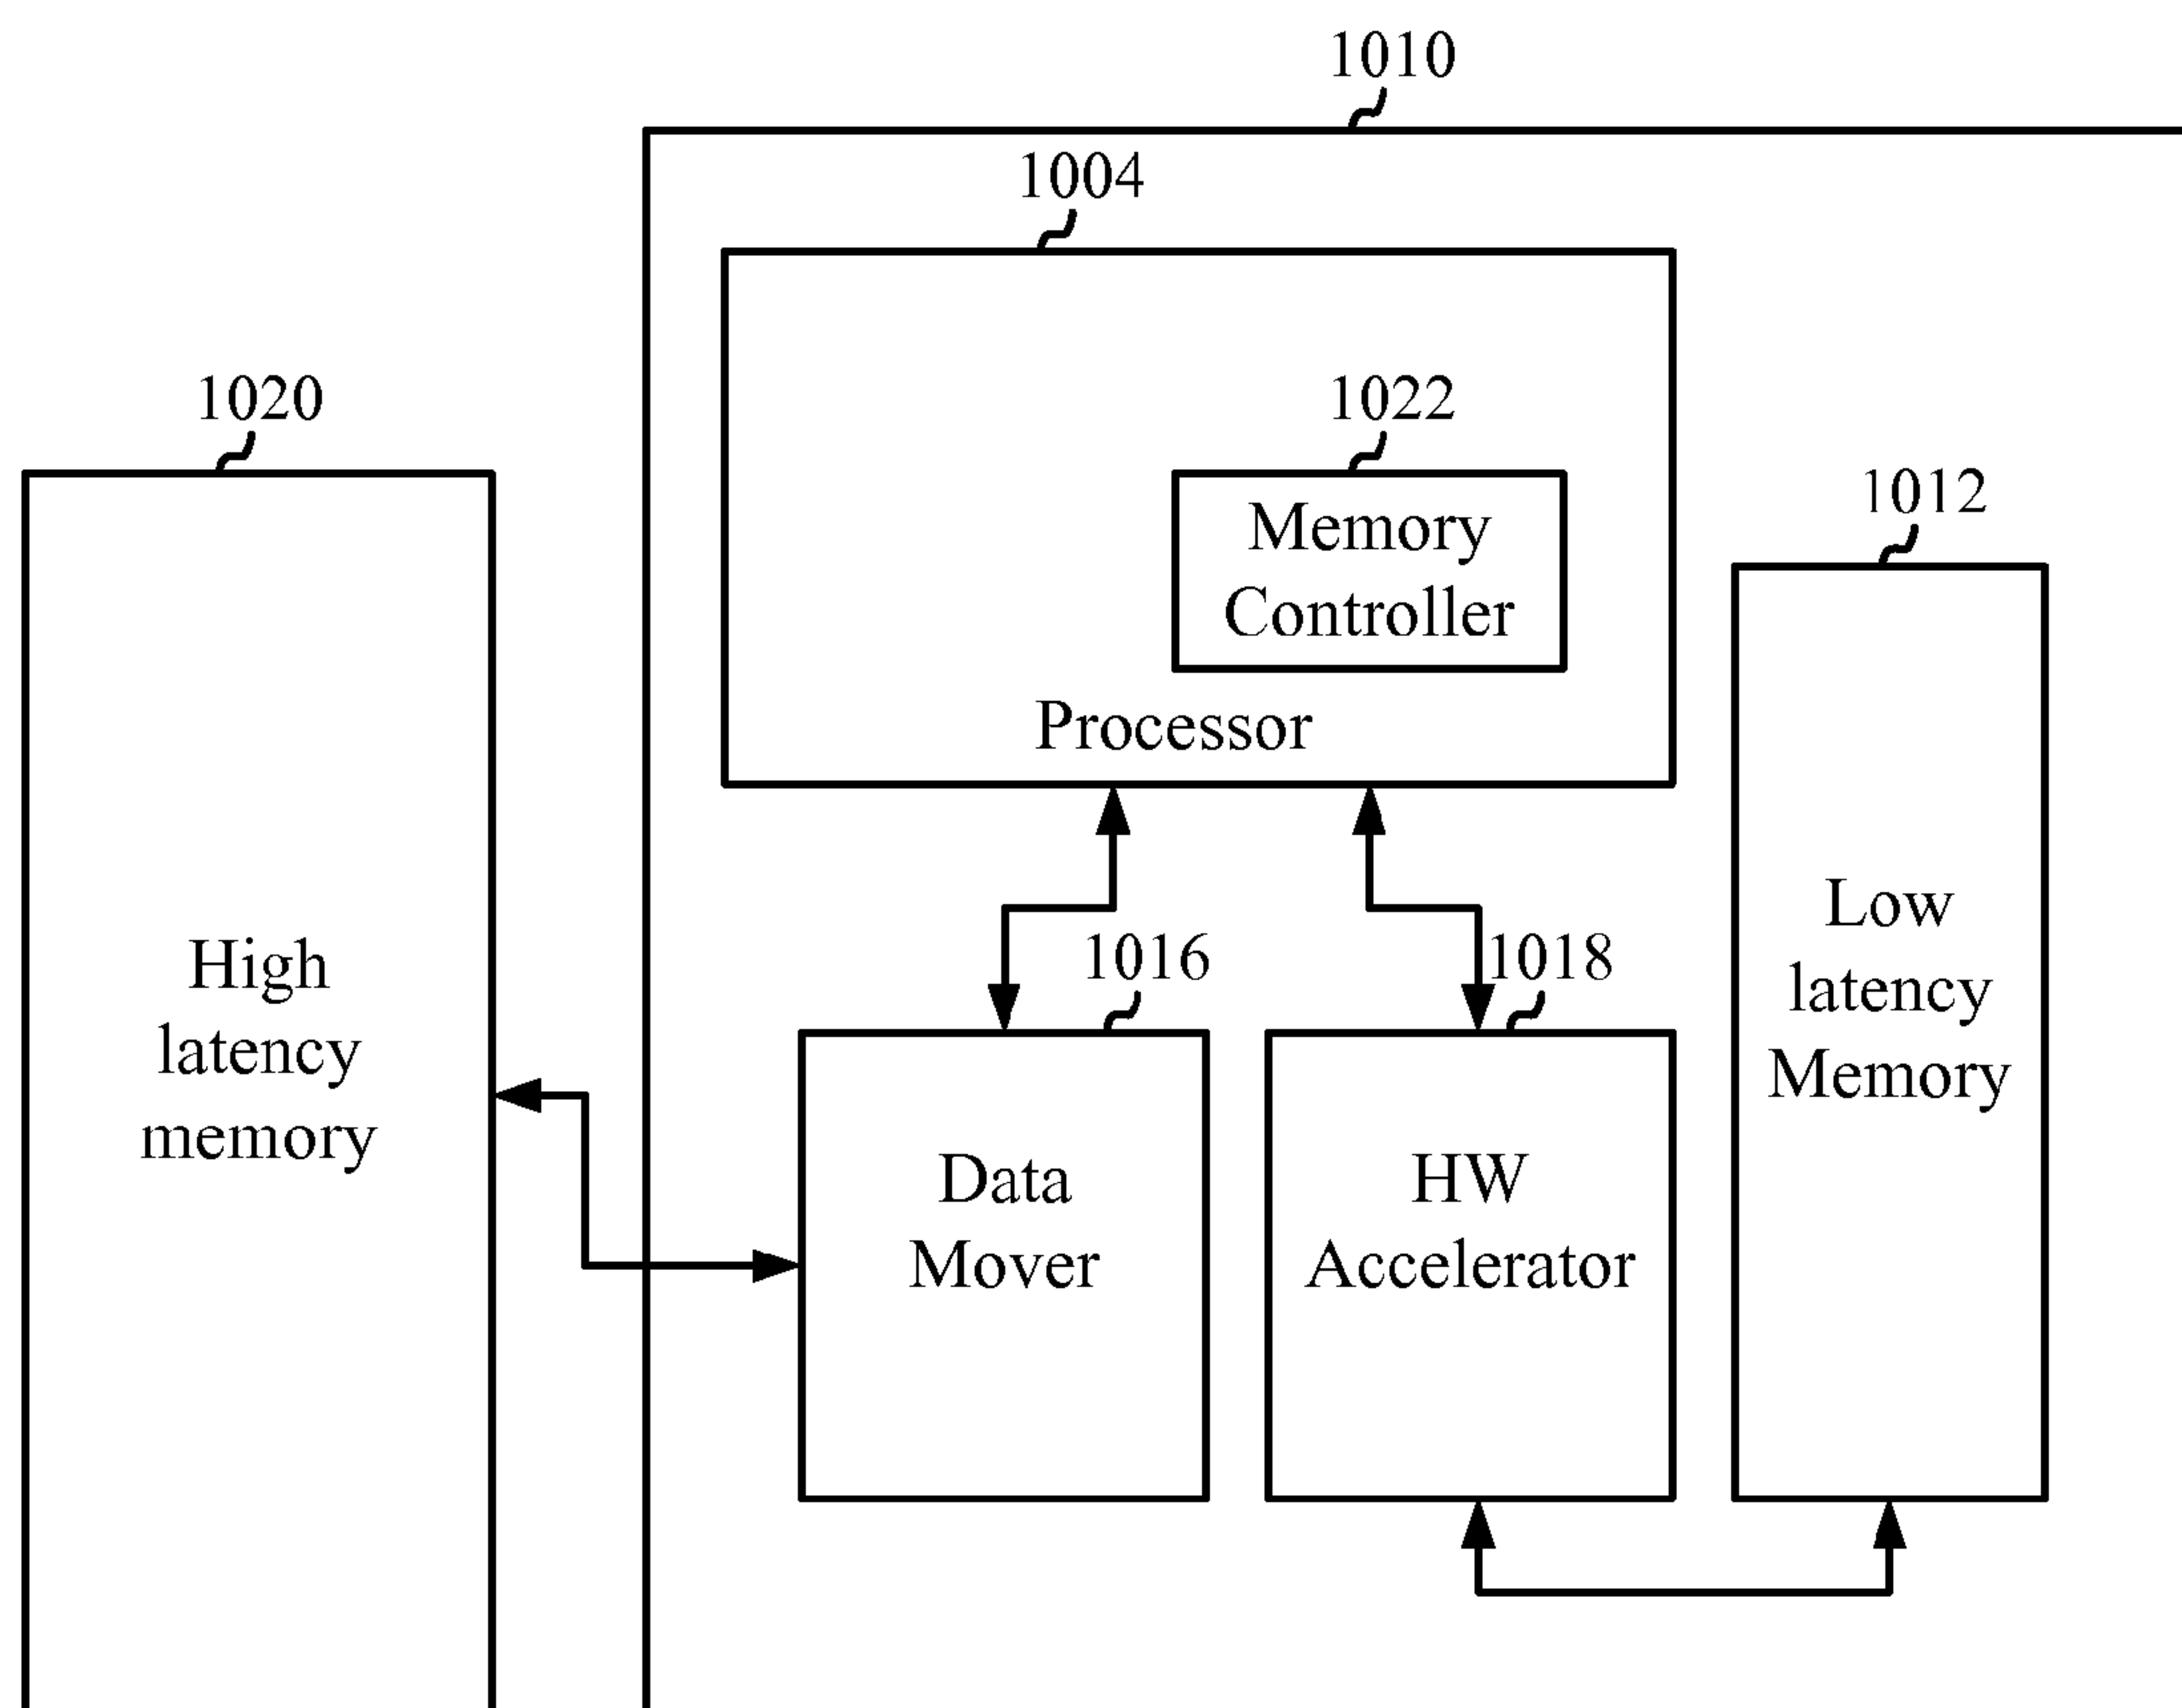 1010
1004
1020
1022
Memory
Controller
1012
Processor
High
latency
memory
1016
1018
Low
latency
Memory
Data
Mover
HW
Accelerator